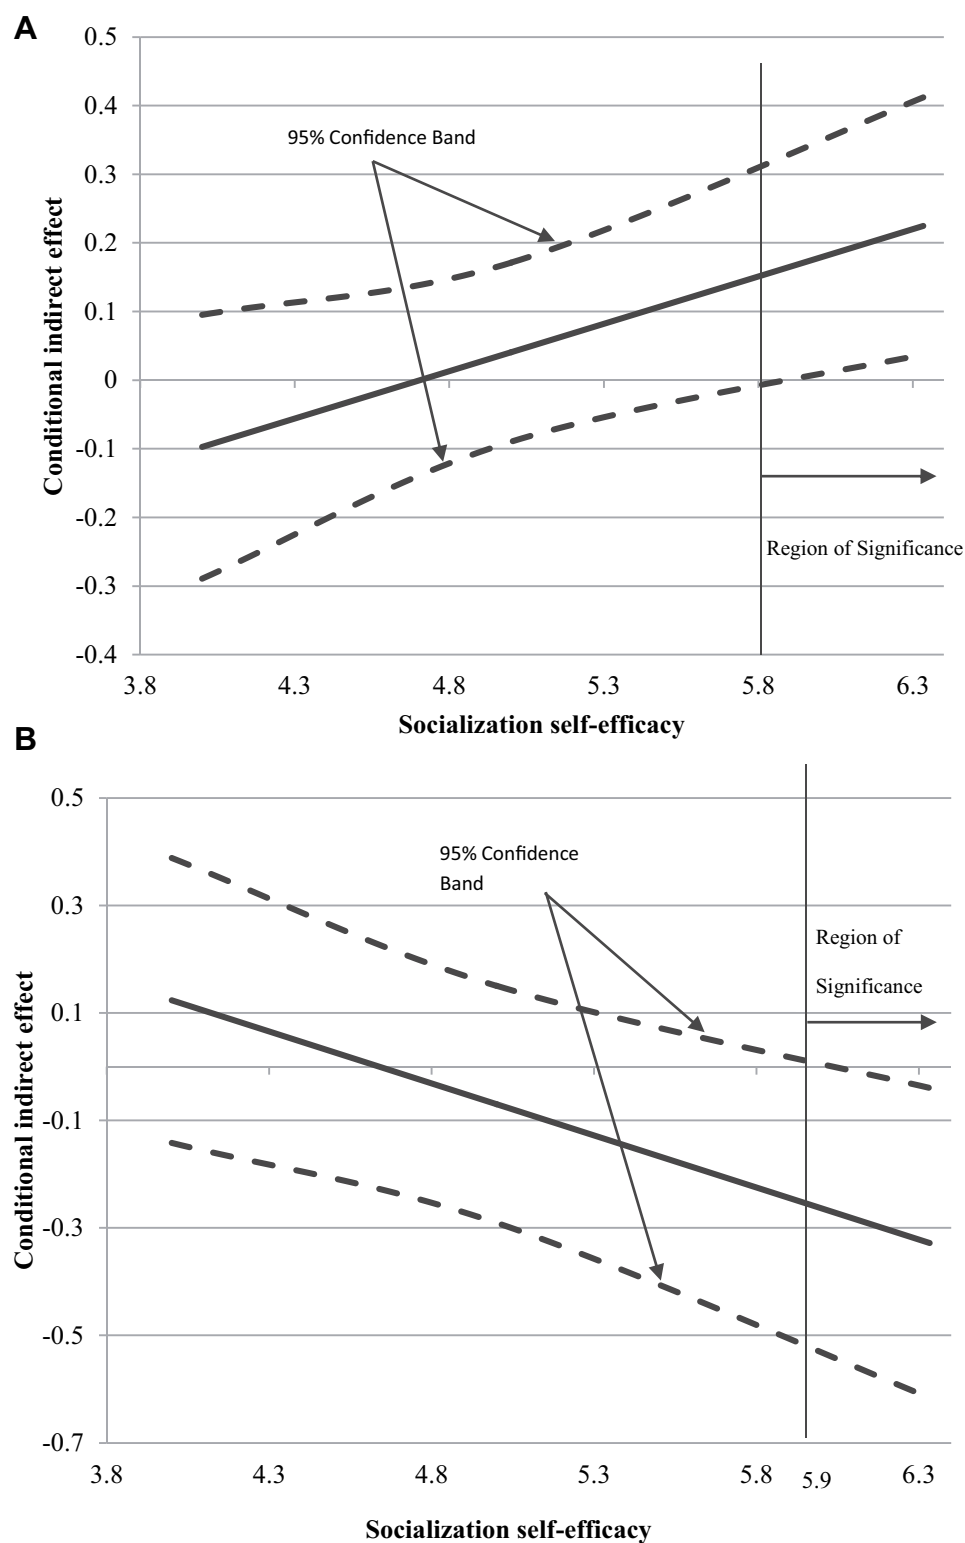 A
0.5
0.4
95% Confidence Band
0.3
0.2
0.1
0
-0.1
-0.2
Region of Significance
-0.3
-0.4
3.8 4.3 4.8 5.3 5.8 6.3
Conditional indirect effect
Socialization self-efficacy
B
0.5
95% Confidence
Band
0.3
Region of
Significance
0.1
-0.1
-0.3
-0.5
-0.7
3.8 4.3 4.8 5.3 5.8 5.9 6.3
Conditional indirect effect
Socialization self-efficacy